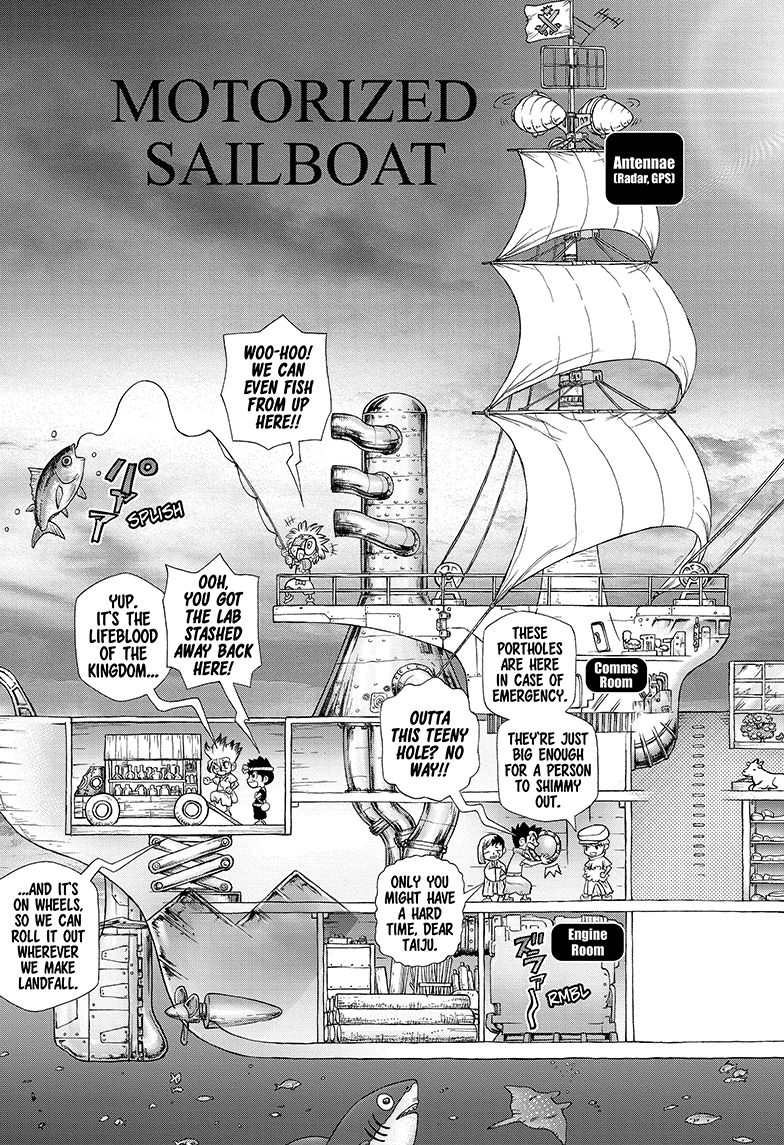 MOTORIZED
SAILBOAT
Antennae
(Radar, GPS)
WOO-HOO!
WE CAN
EVEN FISH
FROM UP
HERE!!
パシャ
SPLISH
OOH,
YOU GOT
THE LAB
STASHED
AWAY BACK
HERE!
YUP.
IT'S THE
LIFEBLOOD
OF THE
KINGDOM...
THESE
PORTHOLES
ARE HERE
IN CASE OF
EMERGENCY.
Comms
Room
THEY'RE JUST
BIG ENOUGH
FOR A PERSON
TO SHIMMY
OUT.
OUTTA
THIS TEENY
HOLE? NO
WAY!!
...AND IT'S
ON WHEELS,
SO WE CAN
ROLL IT OUT
WHEREVER
WE MAKE
LANDFALL.
ONLY YOU
MIGHT HAVE
A HARD
TIME, DEAR
TAIJU.
Engine
Room
RMBL